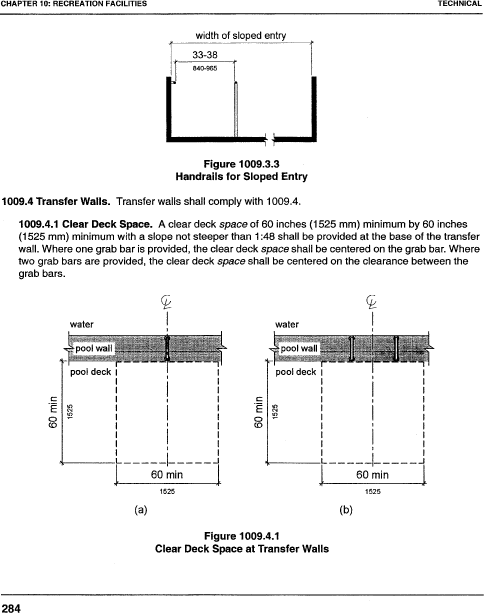 CHAPTER 10: RECREATION FACILITIES TECHNICAL
width of sloped entry
33-38
840-965
Figure 1009.3.3
Handrails for Sloped Entry
1009.4 Transfer Walls. Transfer walls shall comply with 1009.4.
1009.4.1 Clear Deck Space. A clear deck space of 60 inches (1525 mm) minimum by 60 inches
(1525 mm) minimum with a slope not steeper than 1:48 shall be provided at the base of the transfer
wall. Where one grab bar is provided, the clear deck space shall be centered on the grab bar. Where
two grab bars are provided, the clear deck space shall be centered on the clearance between the
grab bars.
water
pool wall
pool deck
60 min
1525
60 min
1525
(a)
water
pool wall
pool deck
60 min
1525
60 min
1525
(b)
Figure 1009.4.1
Clear Deck Space at Transfer Walls
284